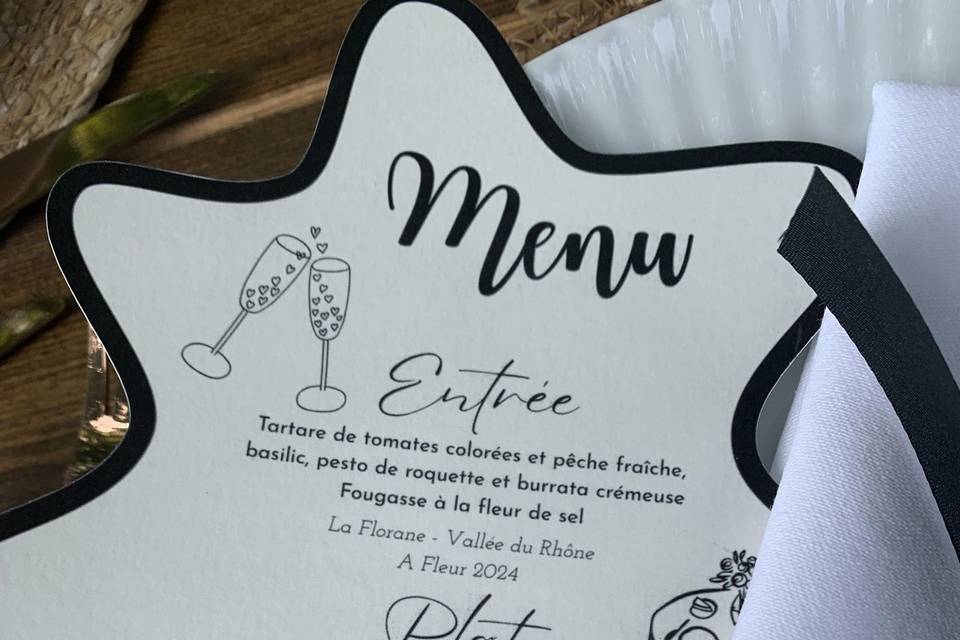 Menu
Entrée
Tartare de tomates colorées et pêche fraîche,
basilic, pesto de roquette et burrata crémeuse
Fougasse à la fleur de sel
La Florane - Vallée du Rhône
A Fleur 2024
Plat